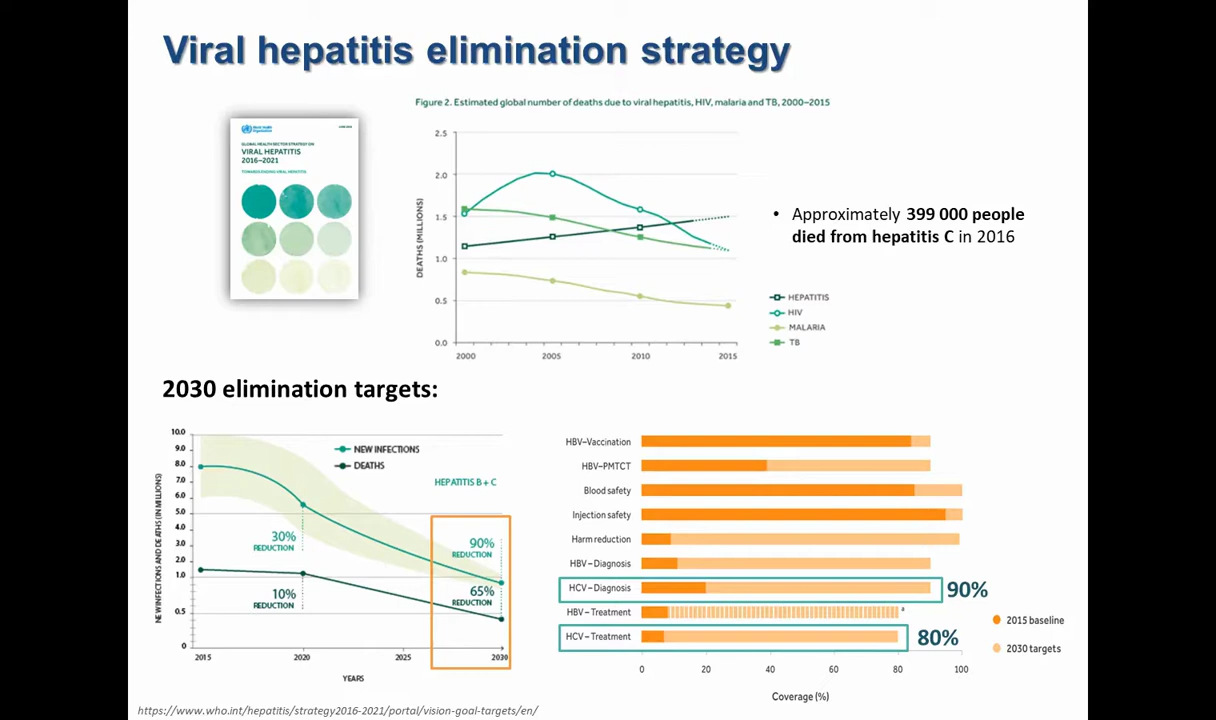 Viral hepatitis elimination strategy
Figure 2. Estimated global number of deaths due to viral hepatitis, HIV, malaria and TB, 2000–2015
World Health
Organization
JUNE 2016
GLOBAL HEALTH SECTOR STRATEGY ON
VIRAL HEPATITIS
2016–2021
TOWARDS ENDING VIRAL HEPATITIS
DEATHS (MILLIONS)
2.5
2.0
1.5
1.0
0.5
0.0
2000
2005
2010
2015
• Approximately 399 000 people
died from hepatitis C in 2016
HEPATITIS
HIV
MALARIA
TB
2030 elimination targets:
NEW INFECTIONS AND DEATHS (IN MILLIONS)
10.0
9.0
8.0
7.0
6.0
5.0
4.0
3.0
2.0
1.0
0.5
0
NEW INFECTIONS
DEATHS
HEPATITIS B + C
30%
REDUCTION
90%
REDUCTION
10%
REDUCTION
65%
REDUCTION
2015
2020
2025
2030
YEARS
HBV–Vaccination
HBV–PMTCT
Blood safety
Injection safety
Harm reduction
HBV – Diagnosis
HCV – Diagnosis
90%
HBV – Treatment
a
HCV – Treatment
80%
0
20
40
60
80
100
Coverage (%)
2015 baseline
2030 targets
https://www.who.int/hepatitis/strategy2016-2021/portal/vision-goal-targets/en/